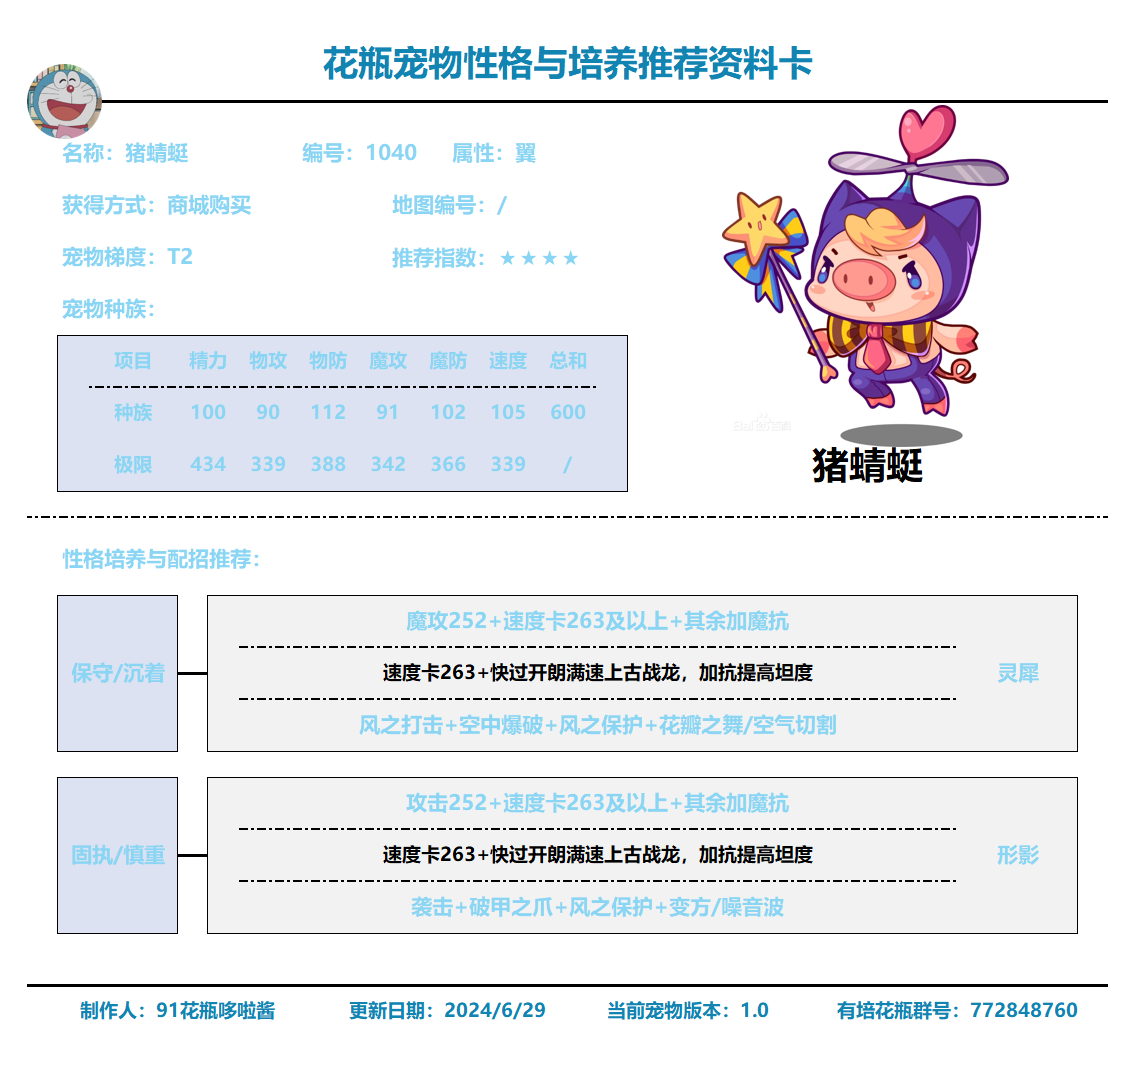 花瓶宠物性格与培养推荐资料卡
名称：猪蜻蜓 编号：1040 属性：翼
获得方式：商城购买 地图编号：/
宠物梯度：T2 推荐指数：★★★★
宠物种族：
项目 精力 物攻 物防 魔攻 魔防 速度 总和
种族 100 90 112 91 102 105 600
极限 434 339 388 342 366 339 /
猪蜻蜓
性格培养与配招推荐：
保守/沉着
魔攻252+速度卡263及以上+其余加魔抗
速度卡263+快过开朗满速上古战龙，加抗提高坦度
风之打击+空中爆破+风之保护+花瓣之舞/空气切割
灵犀
固执/慎重
攻击252+速度卡263及以上+其余加魔抗
速度卡263+快过开朗满速上古战龙，加抗提高坦度
袭击+破甲之爪+风之保护+变方/噪音波
形影
制作人：91花瓶哆啦酱 更新日期：2024/6/29 当前宠物版本：1.0 有培花瓶群号：772848760